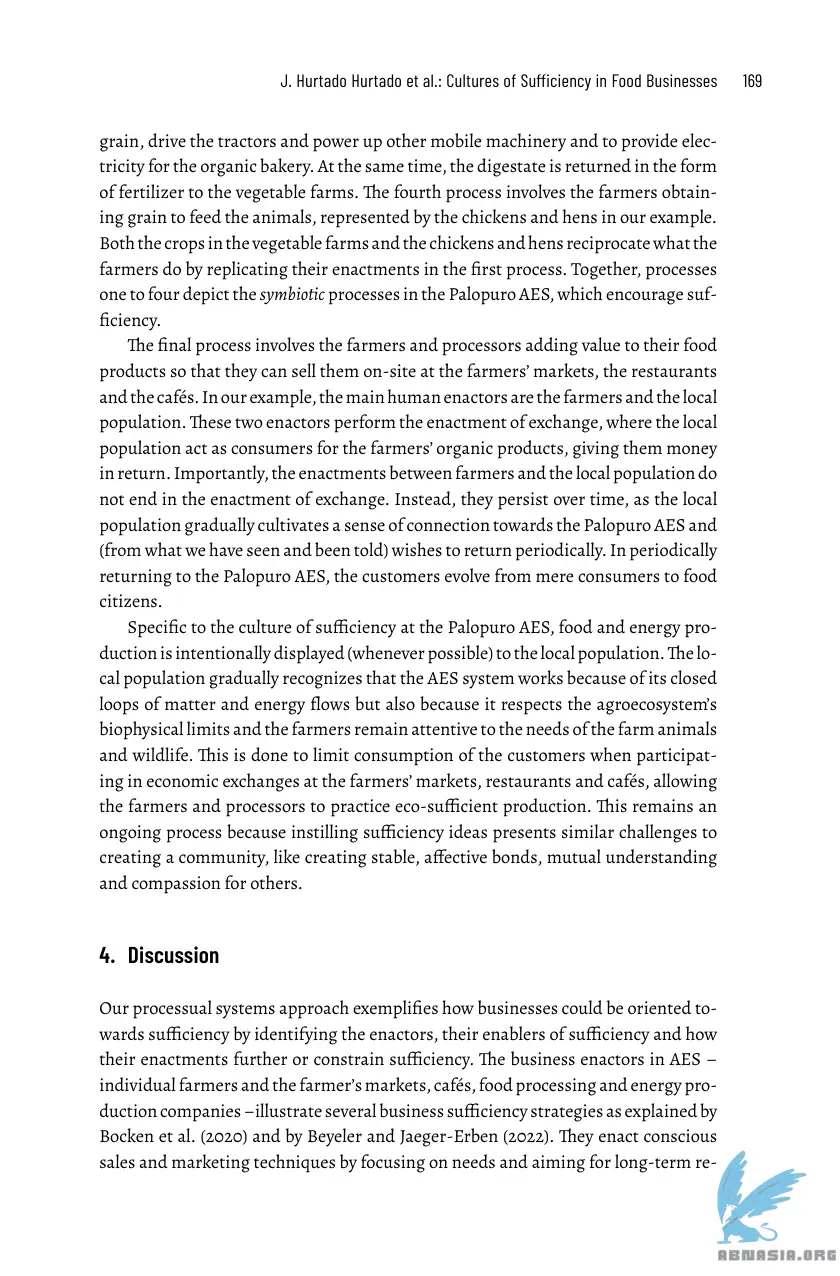 J. Hurtado Hurtado et al.: Cultures of Sufficiency in Food Businesses 169
grain, drive the tractors and power up other mobile machinery and to provide elec-
tricity for the organic bakery. At the same time, the digestate is returned in the form
of fertilizer to the vegetable farms. The fourth process involves the farmers obtain-
ing grain to feed the animals, represented by the chickens and hens in our example.
Both the crops in the vegetable farms and the chickens and hens reciprocate what the
farmers do by replicating their enactments in the first process. Together, processes
one to four depict the symbiotic processes in the Palopuro AES, which encourage suf-
ficiency.
The final process involves the farmers and processors adding value to their food
products so that they can sell them on-site at the farmers’ markets, the restaurants
and the cafés. In our example, the main human enactors are the farmers and the local
population. These two enactors perform the enactment of exchange, where the local
population act as consumers for the farmers’ organic products, giving them money
in return. Importantly, the enactments between farmers and the local population do
not end in the enactment of exchange. Instead, they persist over time, as the local
population gradually cultivates a sense of connection towards the Palopuro AES and
(from what we have seen and been told) wishes to return periodically. In periodically
returning to the Palopuro AES, the customers evolve from mere consumers to food
citizens.
Specific to the culture of sufficiency at the Palopuro AES, food and energy pro-
duction is intentionally displayed (whenever possible) to the local population. The lo-
cal population gradually recognizes that the AES system works because of its closed
loops of matter and energy flows but also because it respects the agroecosystem’s
biophysical limits and the farmers remain attentive to the needs of the farm animals
and wildlife. This is done to limit consumption of the customers when participat-
ing in economic exchanges at the farmers’ markets, restaurants and cafés, allowing
the farmers and processors to practice eco-sufficient production. This remains an
ongoing process because instilling sufficiency ideas presents similar challenges to
creating a community, like creating stable, affective bonds, mutual understanding
and compassion for others.
4. Discussion
Our processual systems approach exemplifies how businesses could be oriented to-
wards sufficiency by identifying the enactors, their enablers of sufficiency and how
their enactments further or constrain sufficiency. The business enactors in AES –
individual farmers and the farmer’s markets, cafés, food processing and energy pro-
duction companies –illustrate several business sufficiency strategies as explained by
Bocken et al. (2020) and by Beyeler and Jaeger-Erben (2022). They enact conscious
sales and marketing techniques by focusing on needs and aiming for long-term re-
ABNASIA.ORG